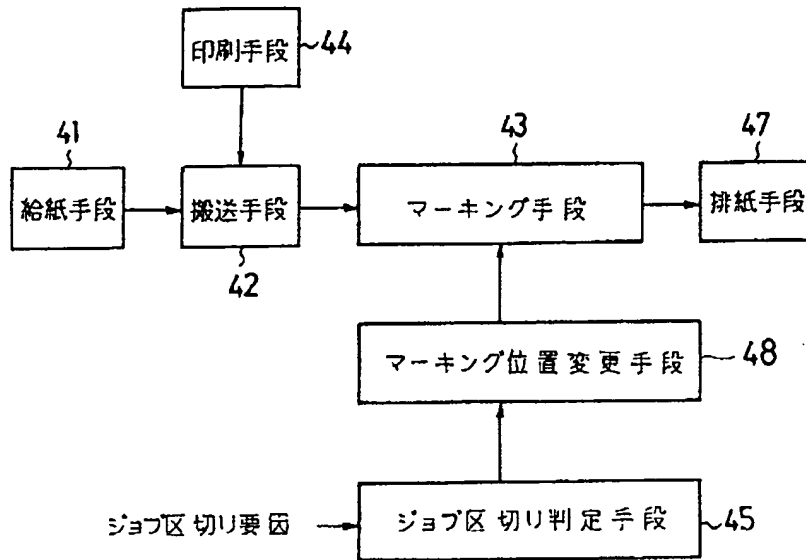 印刷手段
44
41
43
47
給紙手段
搬送手段
マーキング手段
排紙手段
42
マーキング位置変更手段
48
ジョブ区切り要因
ジョブ区切り判定手段
45